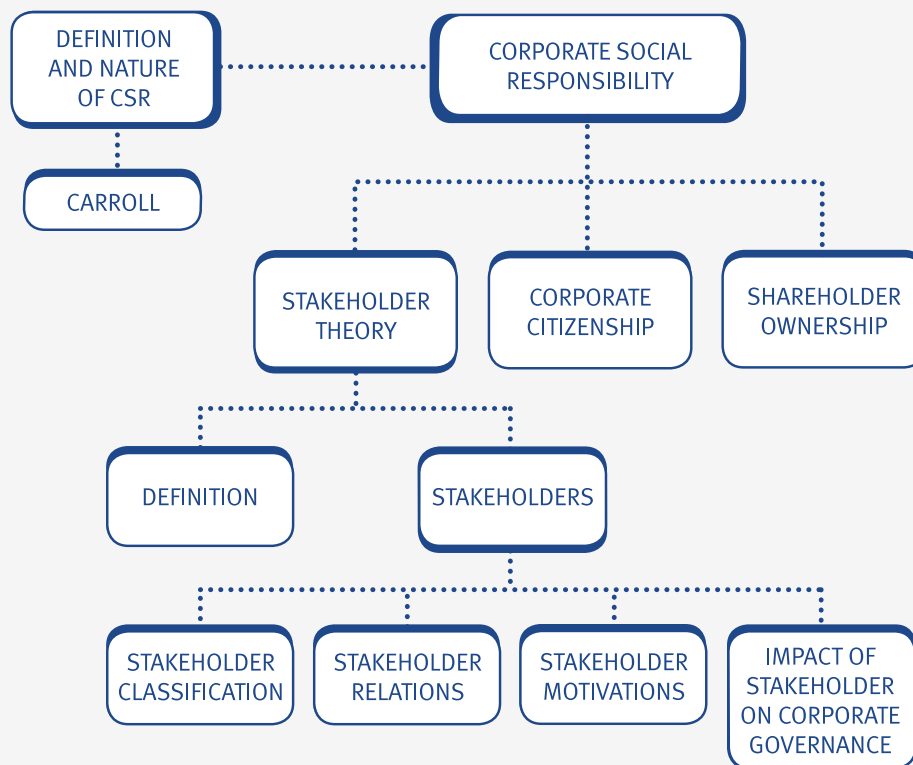 DEFINITION
AND NATURE
OF CSR
CORPORATE SOCIAL
RESPONSIBILITY
CARROLL
STAKEHOLDER
THEORY
CORPORATE
CITIZENSHIP
SHAREHOLDER
OWNERSHIP
DEFINITION
STAKEHOLDERS
STAKEHOLDER
CLASSIFICATION
STAKEHOLDER
RELATIONS
STAKEHOLDER
MOTIVATIONS
IMPACT OF
STAKEHOLDER
ON CORPORATE
GOVERNANCE